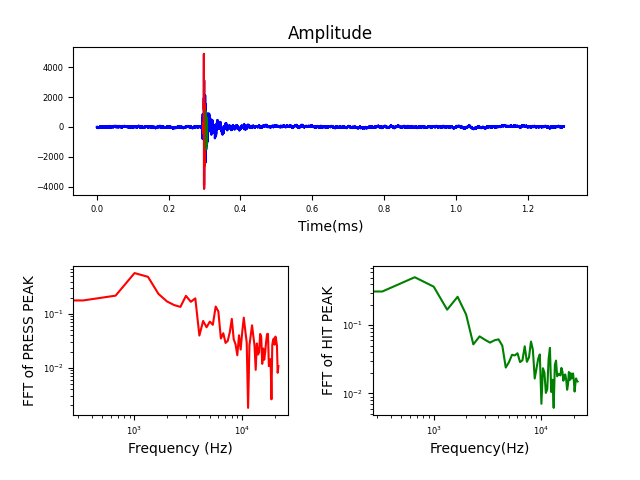 Amplitude
4000
2000
0
−2000
−4000
0.0 0.2 0.4 0.6 0.8 1.0 1.2
Time(ms)
FFT of PRESS PEAK
10⁻¹
10⁻²
10³ 10⁴
Frequency (Hz)
FFT of HIT PEAK
10⁻¹
10⁻²
10³ 10⁴
Frequency(Hz)